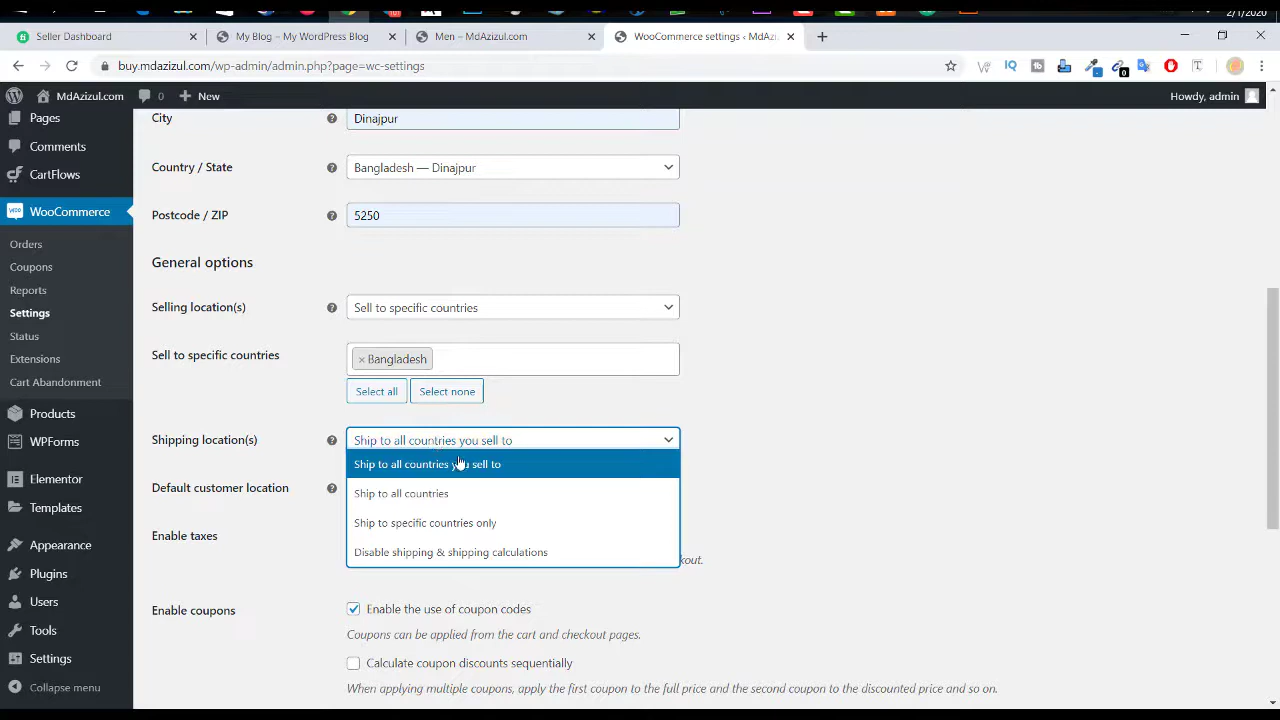 2/1/2020
Seller Dashboard
My Blog – My WordPress Blog
Men – MdAzizul.com
WooCommerce settings ‹ MdAzi
buy.mdazizul.com/wp-admin/admin.php?page=wc-settings
MdAzizul.com
0
New
Howdy, admin
Pages
Comments
CartFlows
WooCommerce
Orders
Coupons
Reports
Settings
Status
Extensions
Cart Abandonment
Products
WPForms
Elementor
Templates
Appearance
Plugins
Users
Tools
Settings
Collapse menu
City
Dinajpur
Country / State
Bangladesh — Dinajpur
Postcode / ZIP
5250
General options
Selling location(s)
Sell to specific countries
Sell to specific countries
× Bangladesh
Select all
Select none
Shipping location(s)
Ship to all countries you sell to
Ship to all countries you sell to
Ship to all countries
Ship to specific countries only
Disable shipping & shipping calculations
Default customer location
Enable taxes
kout.
Enable coupons
Enable the use of coupon codes
Coupons can be applied from the cart and checkout pages.
Calculate coupon discounts sequentially
When applying multiple coupons, apply the first coupon to the full price and the second coupon to the discounted price and so on.